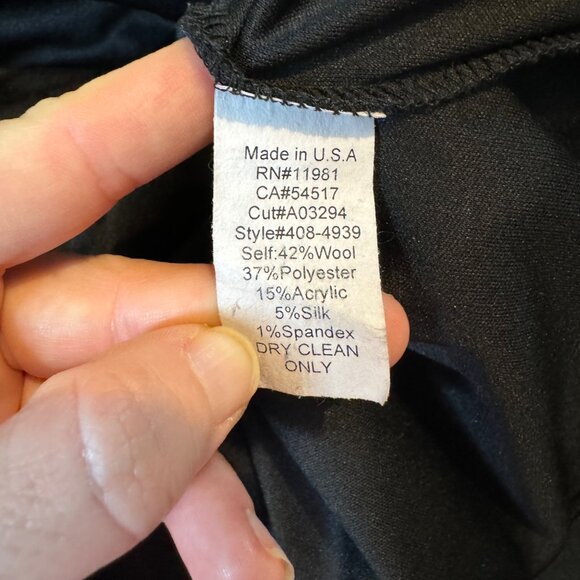 Made in U.S.A
RN#11981
CA#54517
Cut#A03294
Style#408-4939
Self:42%Wool
37%Polyester
15%Acrylic
5%Silk
1%Spandex
DRY CLEAN
ONLY